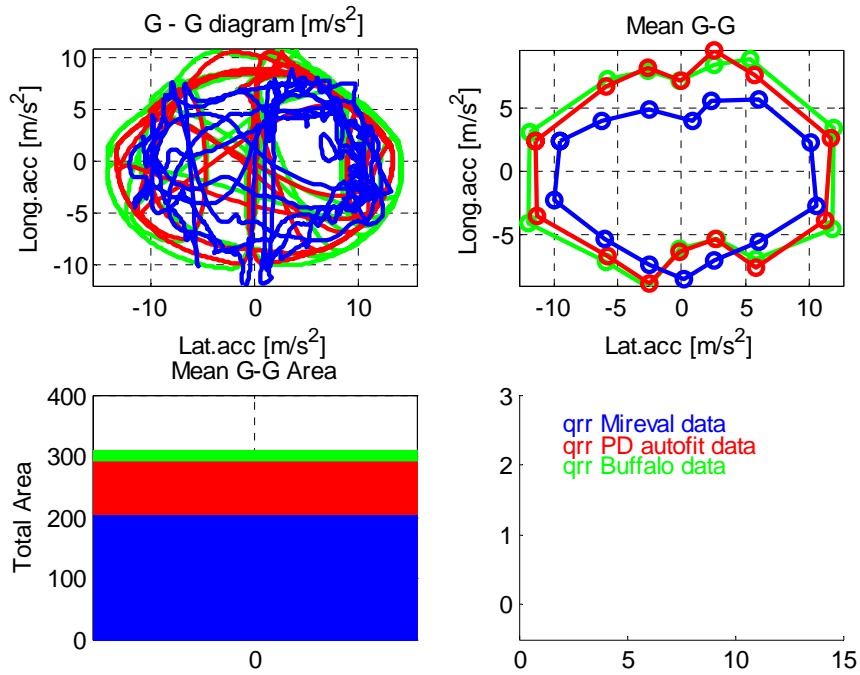 G - G diagram [m/s2]
Long.acc [m/s2]
10
5
0
-5
-10
-10
0
10
Lat.acc [m/s2]
Mean G-G
Long.acc [m/s2]
5
0
-5
-10
-5
0
5
10
Lat.acc [m/s2]
Mean G-G Area
Total Area
400
300
200
100
0
0
3
2
1
0
0
5
10
15
qrr Mireval data
qrr PD autofit data
qrr Buffalo data